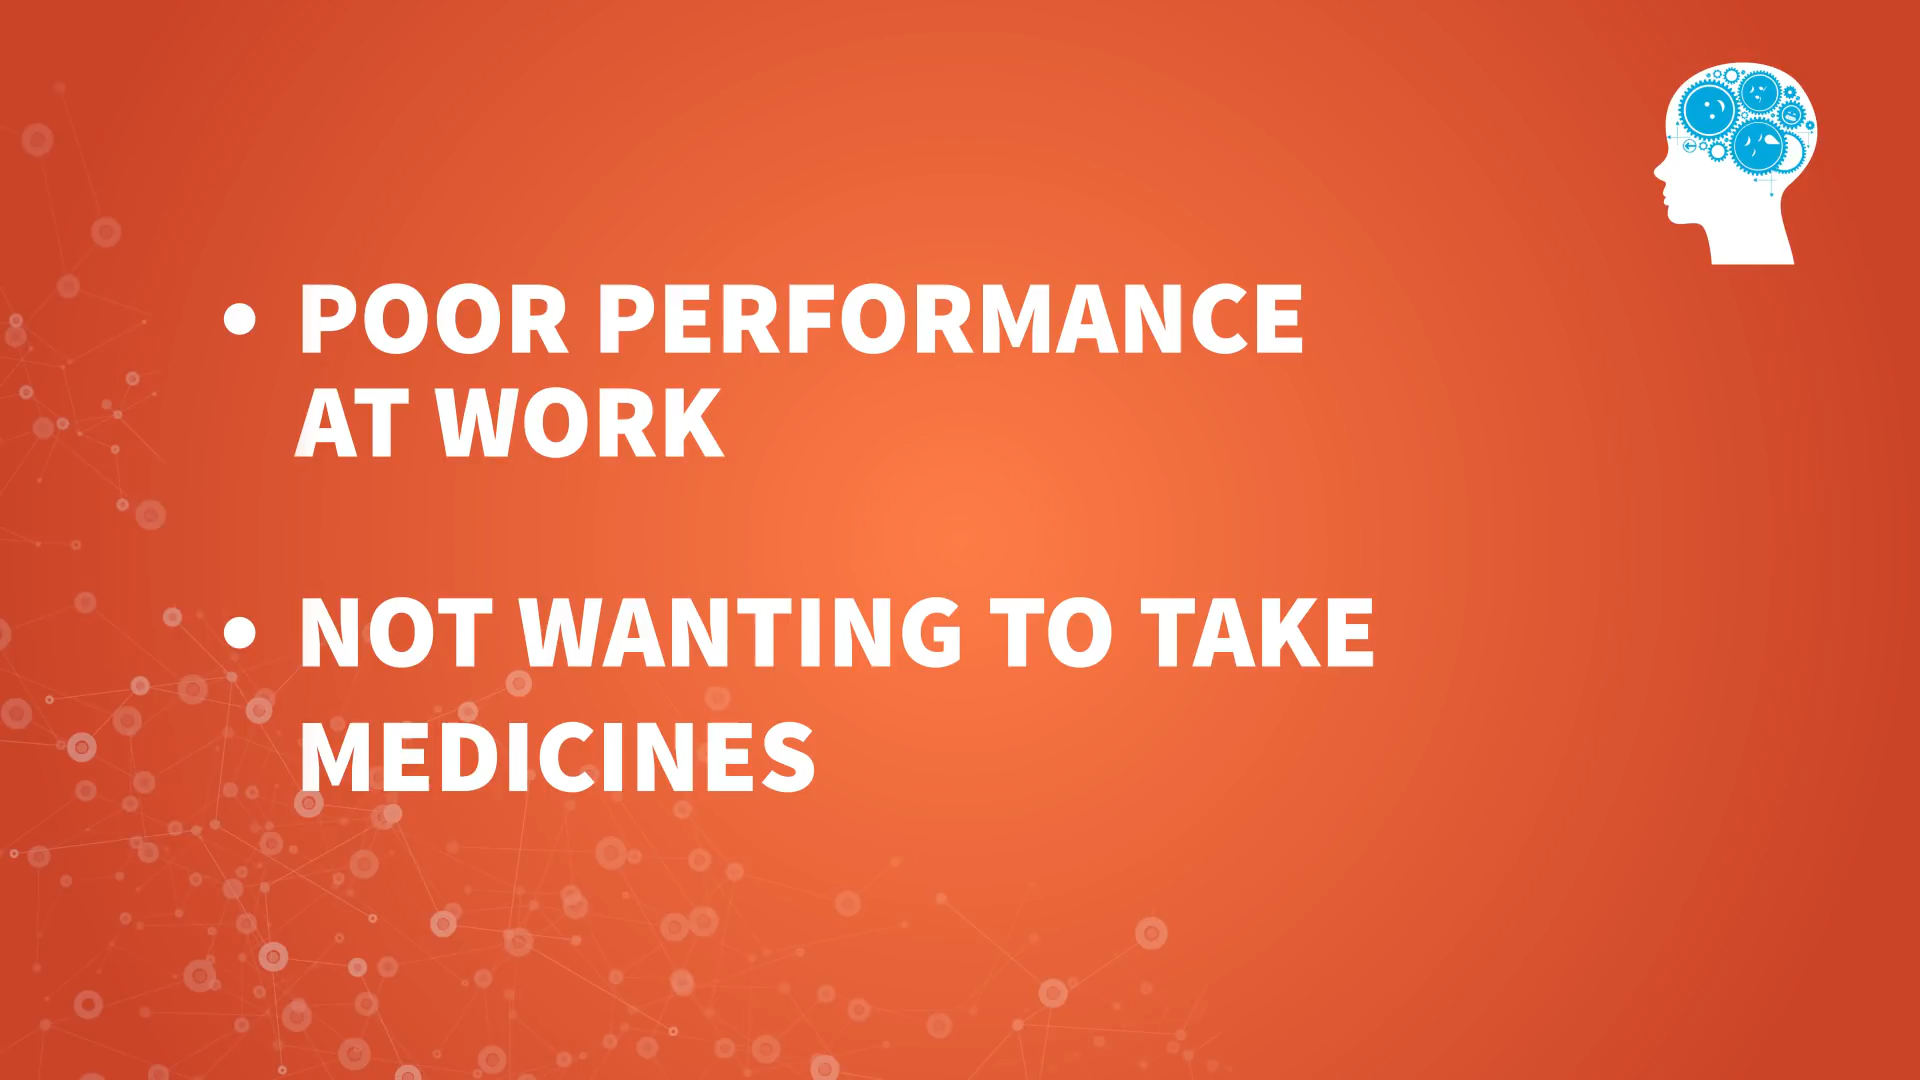 • POOR PERFORMANCE
AT WORK
• NOT WANTING TO TAKE
MEDICINES